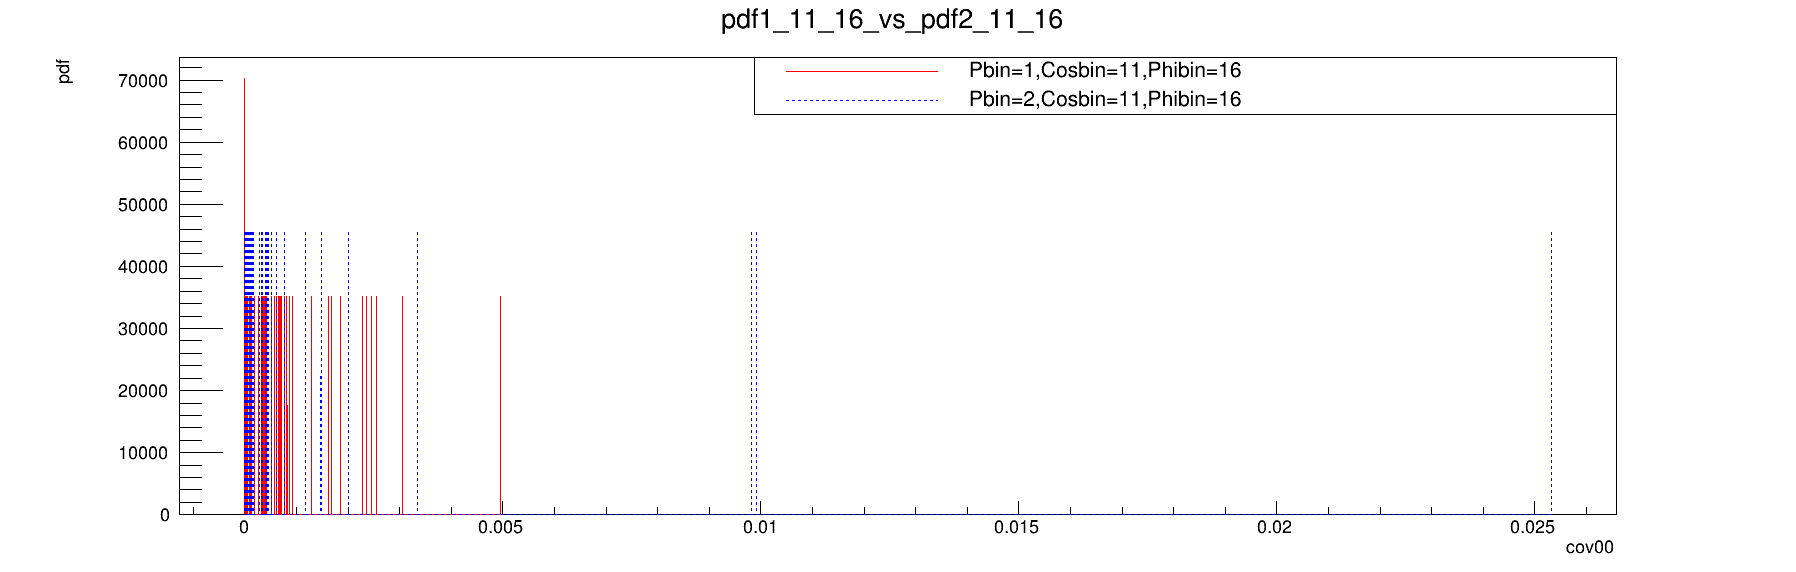 pdf1_11_16_vs_pdf2_11_16
pdf
Pbin=1,Cosbin=11,Phibin=16
Pbin=2,Cosbin=11,Phibin=16
70000
60000
50000
40000
30000
20000
10000
0
0 0.005 0.01 0.015 0.02 0.025
cov00